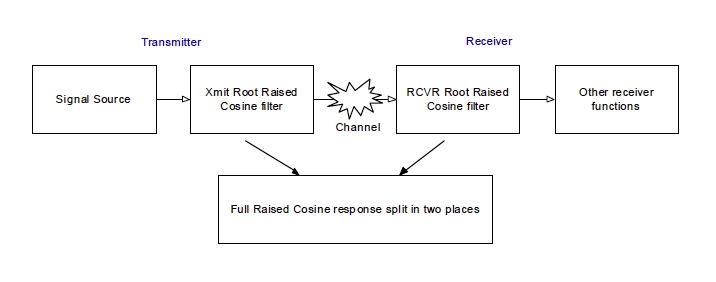 Transmitter
Receiver
Signal Source
Xmit Root Raised
Cosine filter
Channel
RCVR Root Raised
Cosine filter
Other receiver
functions
Full Raised Cosine response split in two places